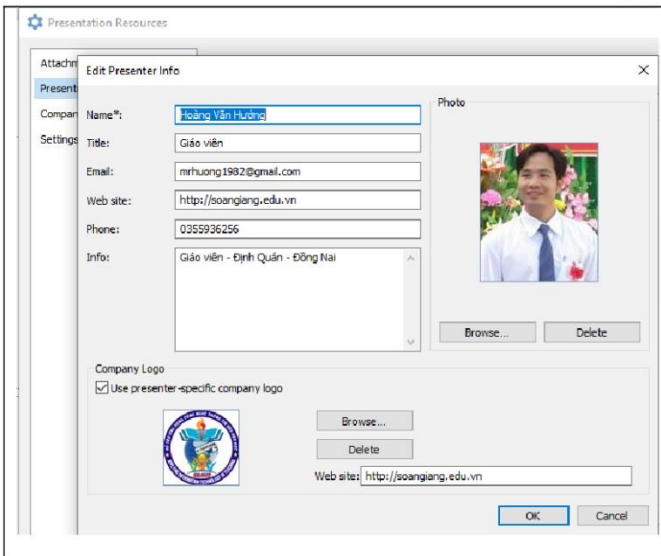 Presentation Resources
Attachm
Present
Compan
Settings
Edit Presenter Info
Name*:
Hoàng Văn Hưởng
Title:
Giáo viên
Email:
mrhuong1982@gmail.com
Web site:
http://soangiang.edu.vn
Phone:
0355936256
Info:
Giáo viên - Định Quán - Đồng Nai
Photo
Browse...
Delete
Company Logo
Use presenter-specific company logo
Browse...
Delete
Web site:
http://soangiang.edu.vn
OK
Cancel